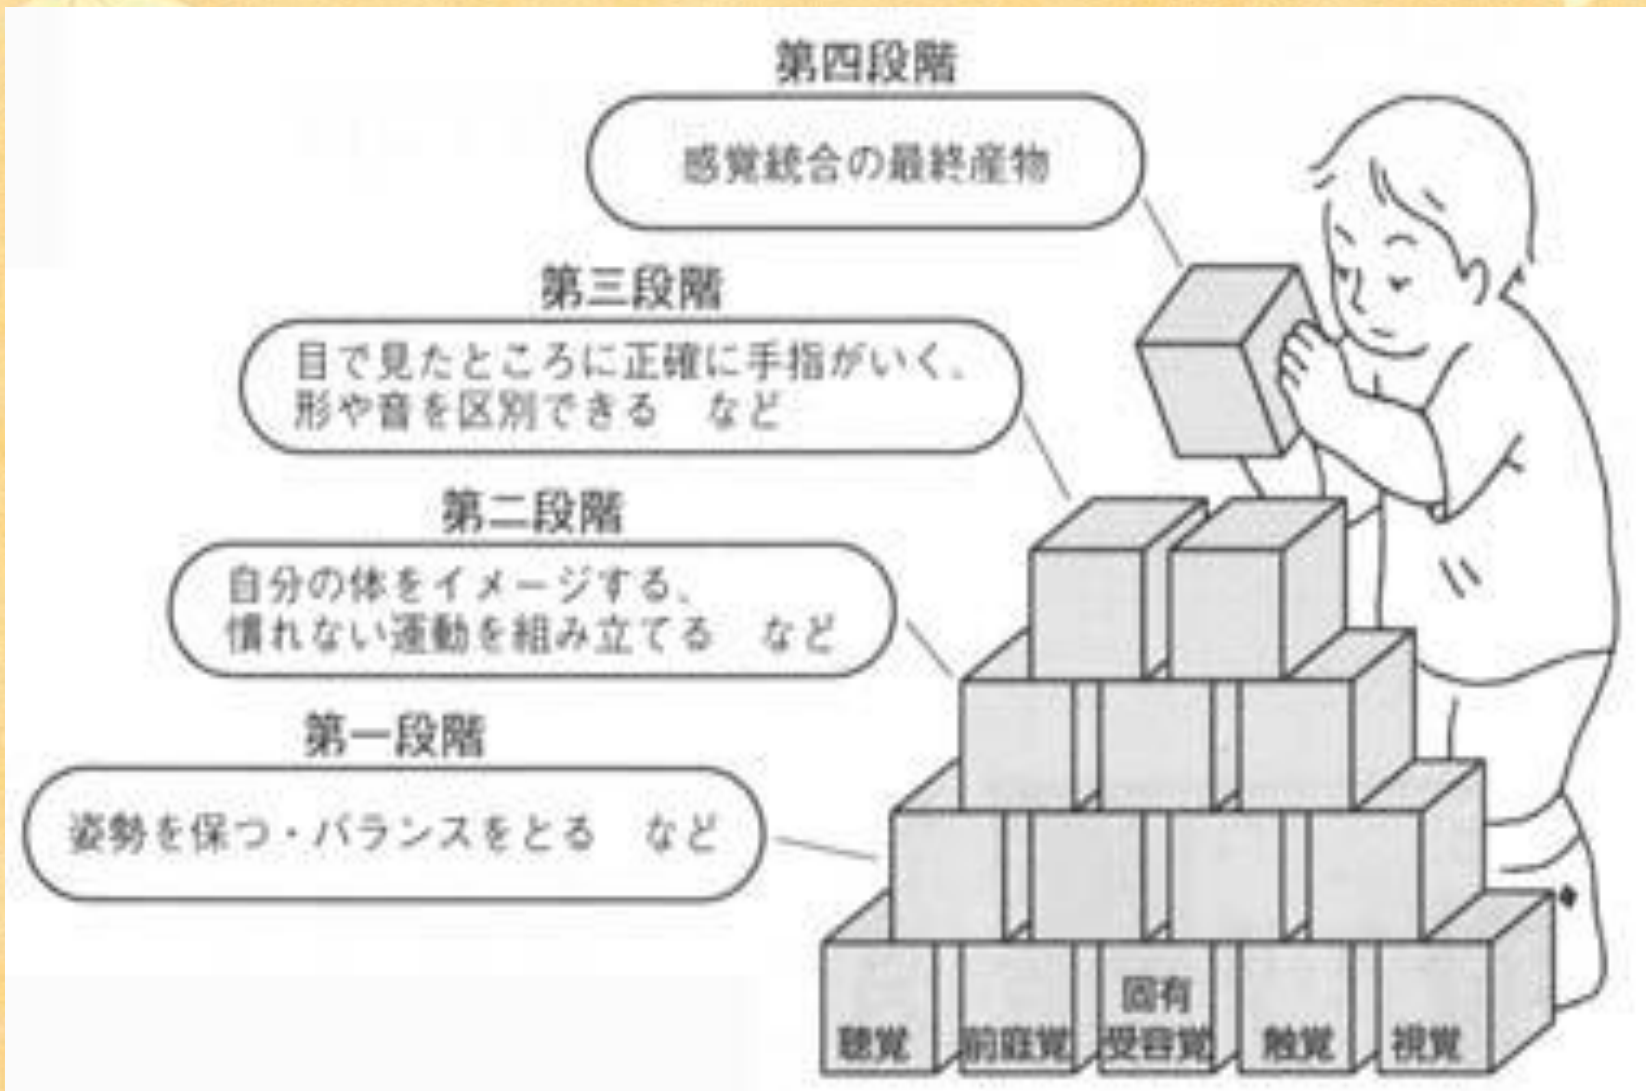 第四段階
感覚統合の最終産物
第三段階
目で見たところに正確に手指がいく、
形や音を区別できる　など
第二段階
自分の体をイメージする、
慣れない運動を組み立てる　など
第一段階
姿勢を保つ・バランスをとる　など
聴覚
前庭覚
固有
受容覚
触覚
視覚